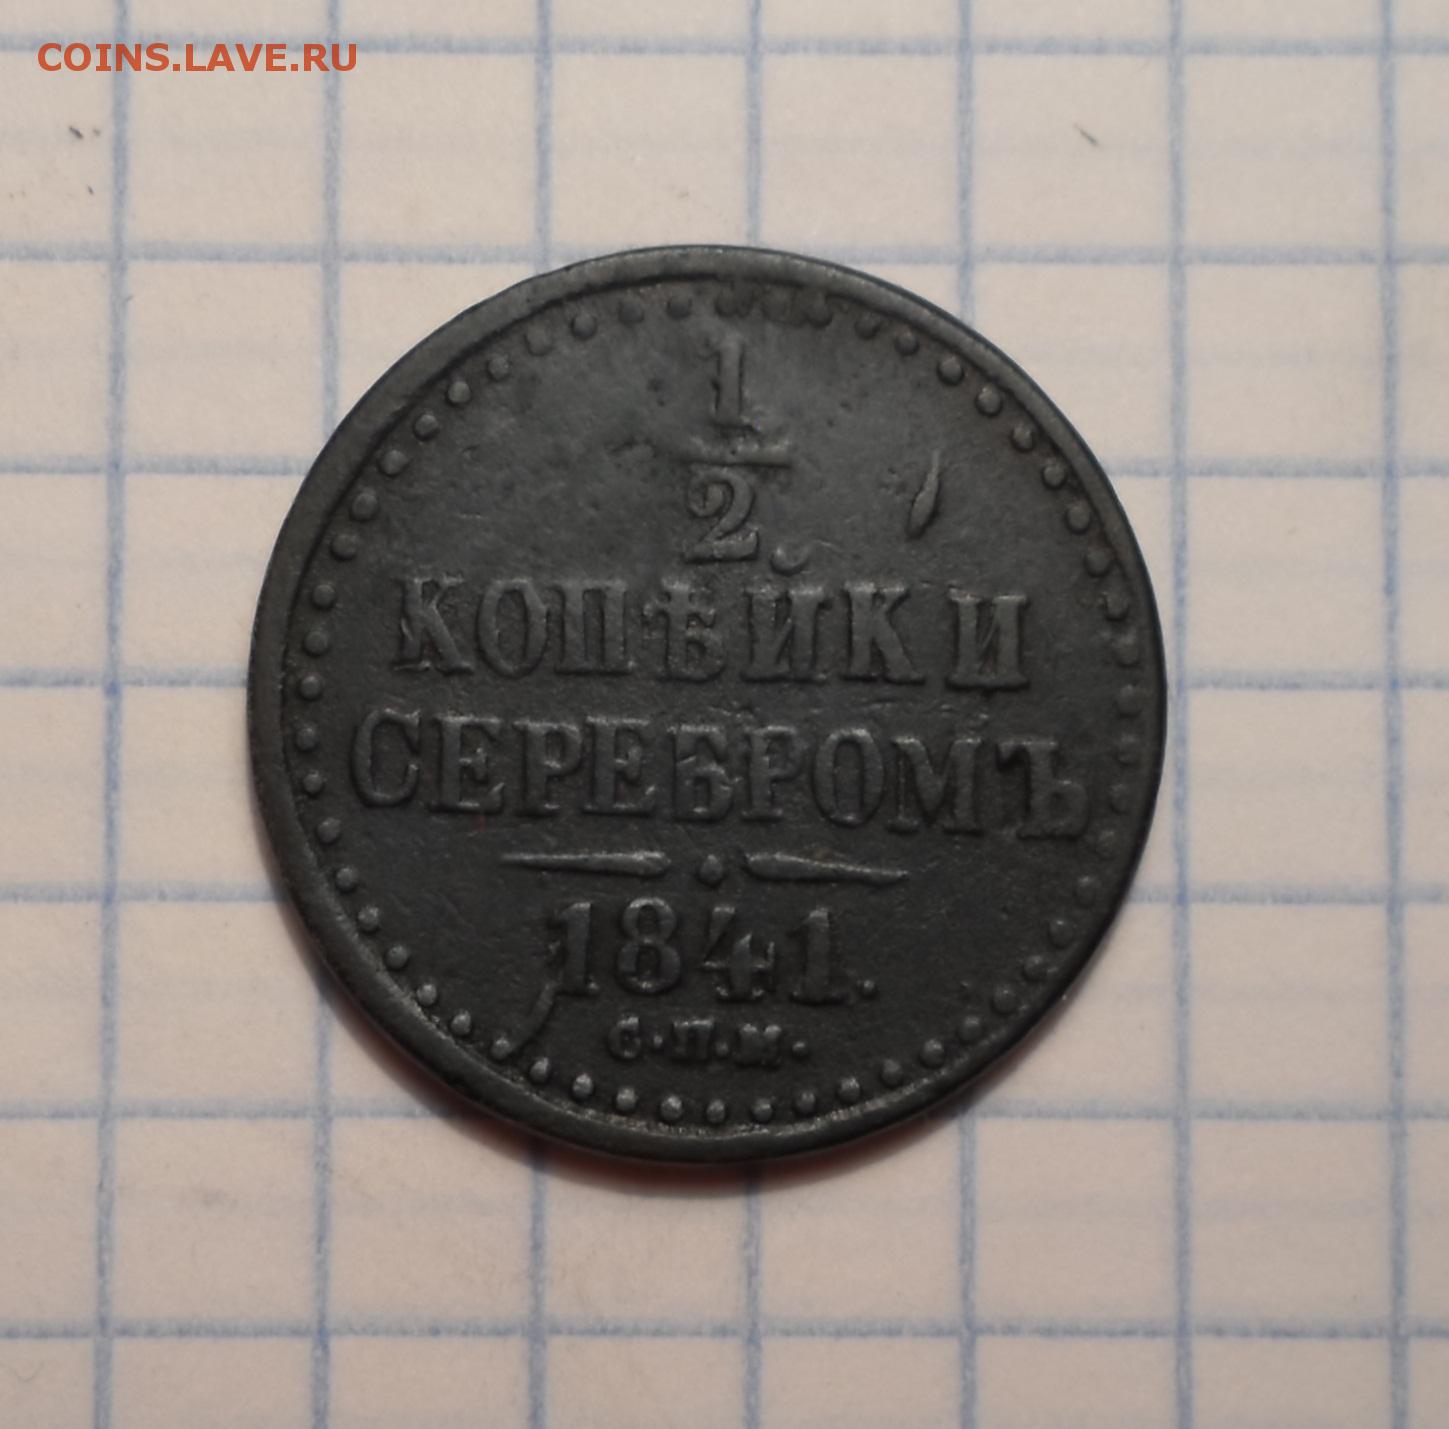 COINS.LAVE.RU
1
2
КОПѢЙКИ
СЕРЕБРОМЪ
1841.
С·П·М·